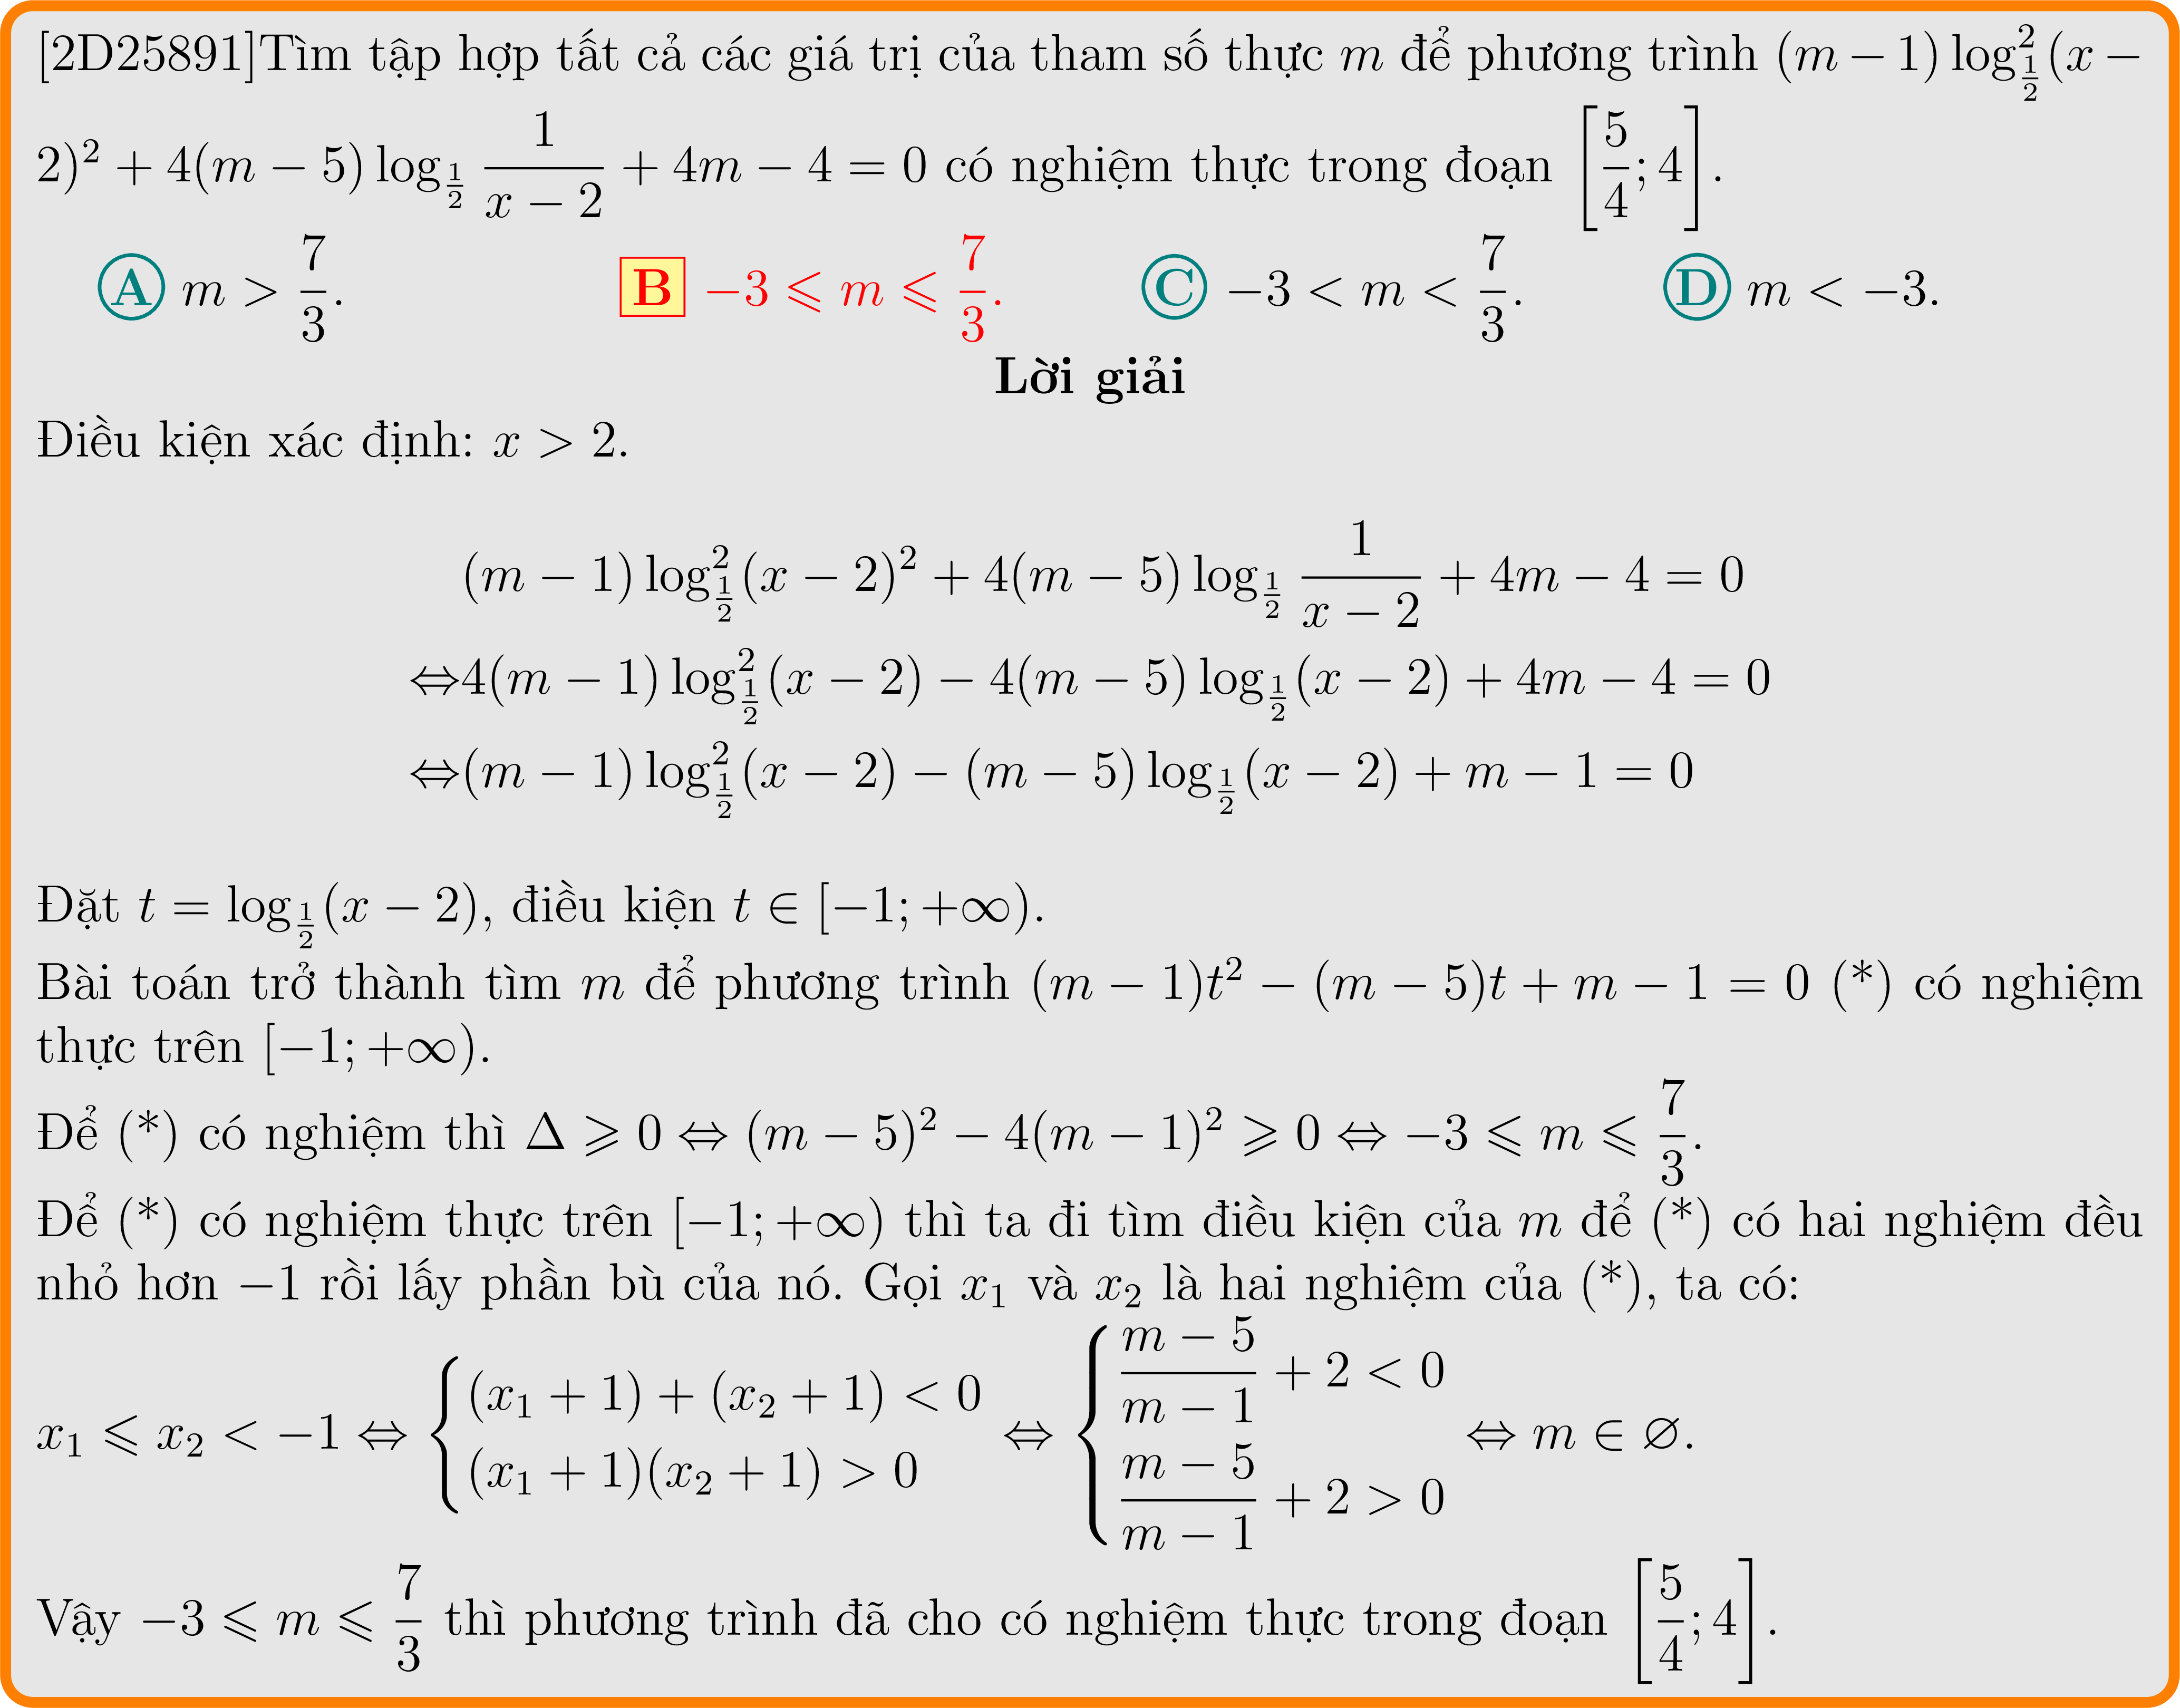 [2D25891]Tìm tập hợp tất cả các giá trị của tham số thực $m$ để phương trình $(m-1)\log^2_{\frac{1}{2}}(x-$
$2)^2+4(m-5)\log_{\frac{1}{2}}\dfrac{1}{x-2}+4m-4=0$ có nghiệm thực trong đoạn $\left[\dfrac{5}{4};4\right]$.
A $m>\dfrac{7}{3}$. B $-3\leqslant m\leqslant\dfrac{7}{3}$. C $-3<m<\dfrac{7}{3}$. D $m<-3$.
Lời giải
Điều kiện xác định: $x>2$.
$(m-1)\log^2_{\frac{1}{2}}(x-2)^2+4(m-5)\log_{\frac{1}{2}}\dfrac{1}{x-2}+4m-4=0$
$\Leftrightarrow 4(m-1)\log^2_{\frac{1}{2}}(x-2)-4(m-5)\log_{\frac{1}{2}}(x-2)+4m-4=0$
$\Leftrightarrow (m-1)\log^2_{\frac{1}{2}}(x-2)-(m-5)\log_{\frac{1}{2}}(x-2)+m-1=0$
Đặt $t=\log_{\frac{1}{2}}(x-2)$, điều kiện $t\in[-1;+\infty)$.
Bài toán trở thành tìm $m$ để phương trình $(m-1)t^2-(m-5)t+m-1=0$ (*) có nghiệm
thực trên $[-1;+\infty)$.
Để (*) có nghiệm thì $\Delta\geqslant 0\Leftrightarrow(m-5)^2-4(m-1)^2\geqslant 0\Leftrightarrow-3\leqslant m\leqslant\dfrac{7}{3}$.
Để (*) có nghiệm thực trên $[-1;+\infty)$ thì ta đi tìm điều kiện của $m$ để (*) có hai nghiệm đều
nhỏ hơn $-1$ rồi lấy phần bù của nó. Gọi $x_1$ và $x_2$ là hai nghiệm của (*), ta có:
$x_1\leqslant x_2<-1\Leftrightarrow\begin{cases}(x_1+1)+(x_2+1)<0\\(x_1+1)(x_2+1)>0\end{cases}\Leftrightarrow\begin{cases}\dfrac{m-5}{m-1}+2<0\\\dfrac{m-5}{m-1}+2>0\end{cases}\Leftrightarrow m\in\varnothing$.
Vậy $-3\leqslant m\leqslant\dfrac{7}{3}$ thì phương trình đã cho có nghiệm thực trong đoạn $\left[\dfrac{5}{4};4\right]$.